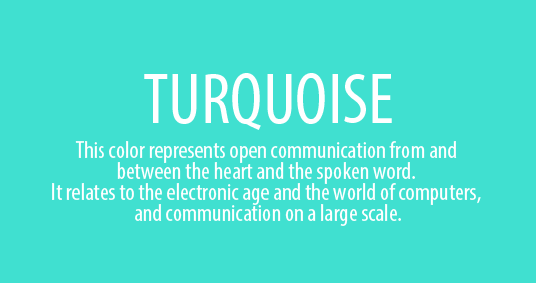 TURQUOISE
This color represents open communication from and
between the heart and the spoken word.
It relates to the electronic age and the world of computers,
and communication on a large scale.